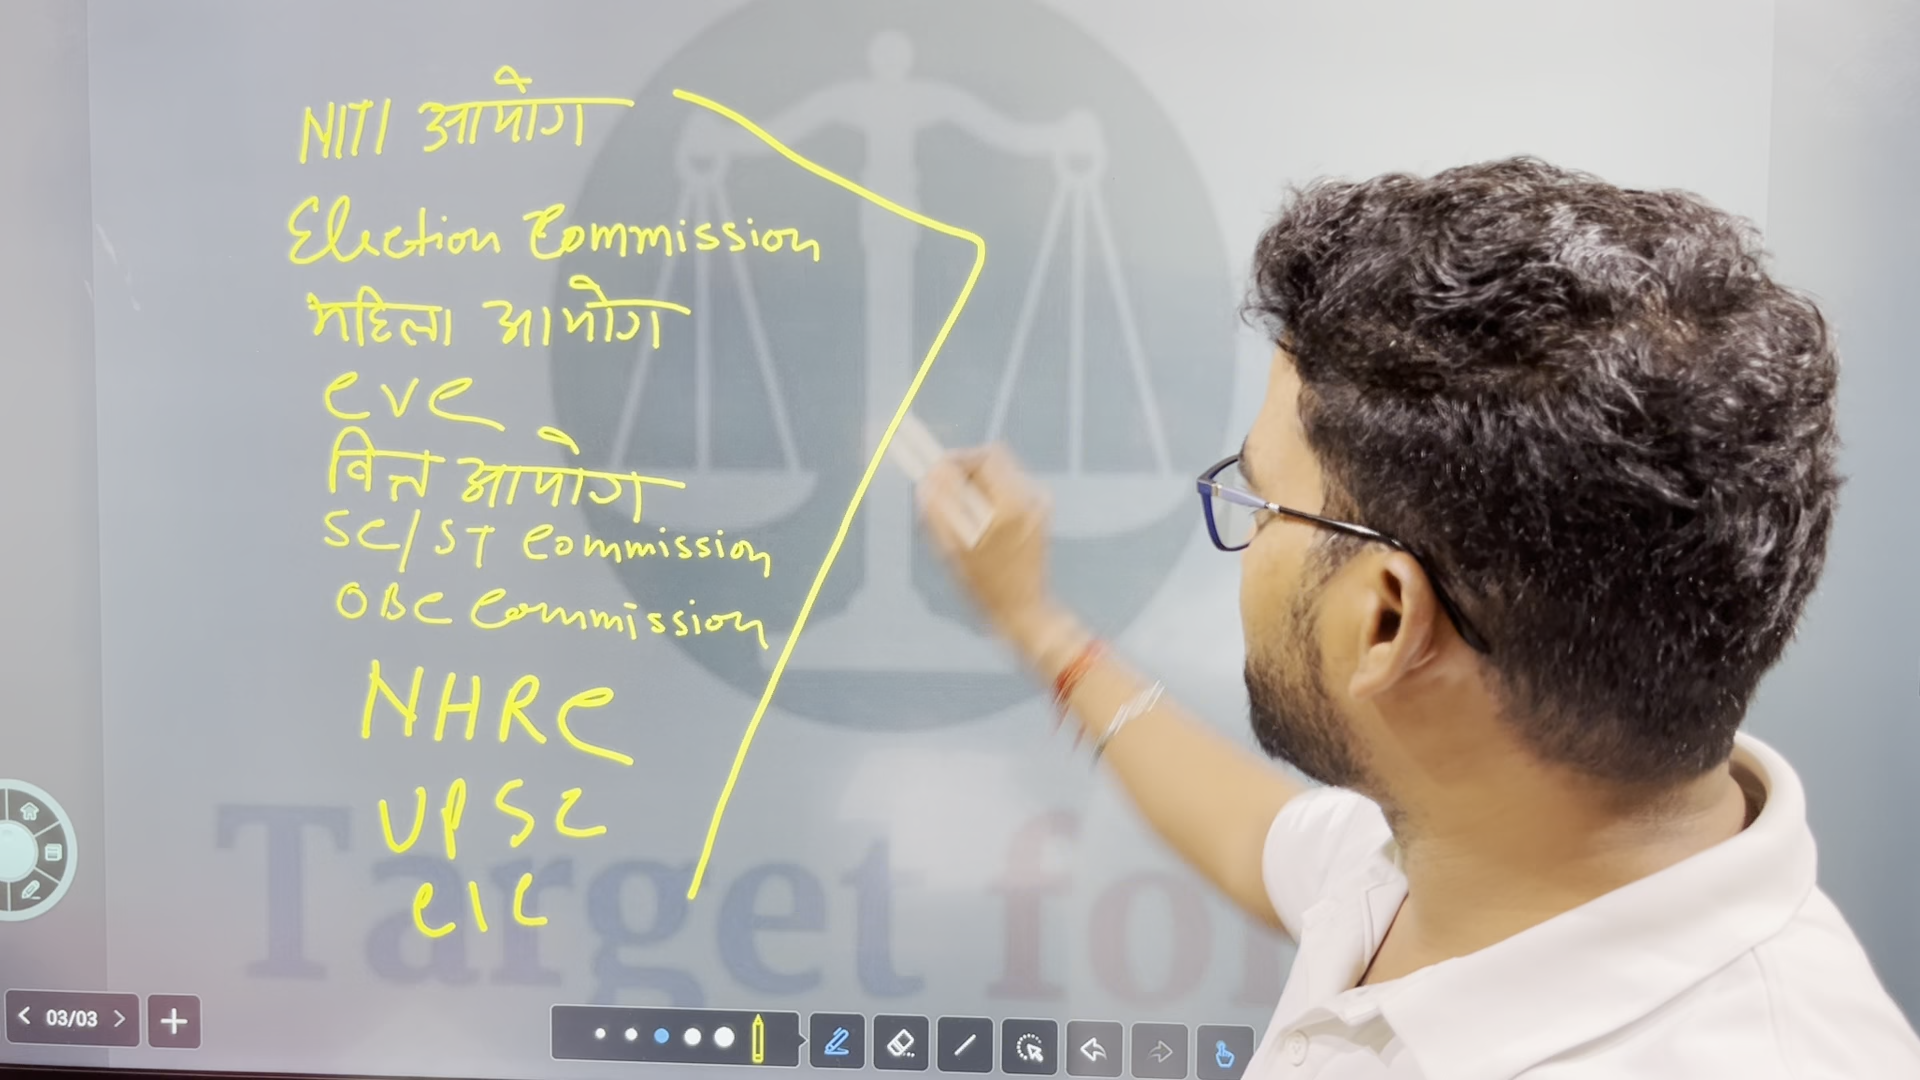 NITI आयोग
Election Commission
महिला आयोग
CVC
वित्त आयोग
SC/ST Commission
OBC Commission
NHRC
UPSC
CIC
Target for
03/03